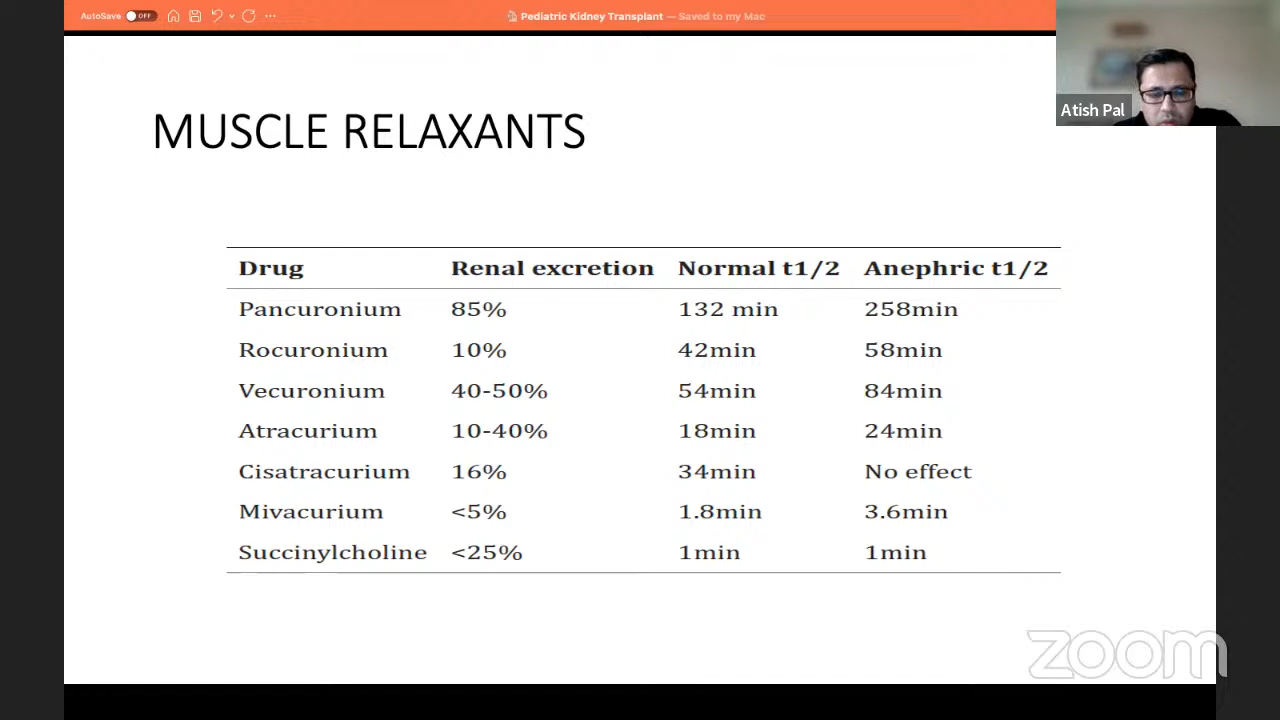 AutoSave OFF
Pediatric Kidney Transplant — Saved to my Mac
Atish Pal
MUSCLE RELAXANTS
Drug Renal excretion Normal t1/2 Anephric t1/2
Pancuronium 85% 132 min 258min
Rocuronium 10% 42min 58min
Vecuronium 40-50% 54min 84min
Atracurium 10-40% 18min 24min
Cisatracurium 16% 34min No effect
Mivacurium <5% 1.8min 3.6min
Succinylcholine <25% 1min 1min
zoom